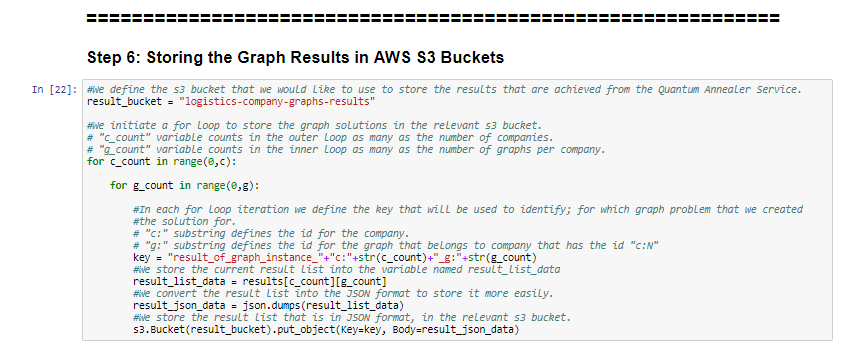 ==============================================================
Step 6: Storing the Graph Results in AWS S3 Buckets
In [22]: #We define the s3 bucket that we would like to use to store the results that are achieved from the Quantum Annealer Service.
result_bucket = "logistics-company-graphs-results"
#We initiate a for loop to store the graph solutions in the relevant s3 bucket.
# "c_count" variable counts in the outer loop as many as the number of companies.
# "g_count" variable counts in the inner loop as many as the number of graphs per company.
for c_count in range(0,c):
for g_count in range(0,g):
#In each for loop iteration we define the key that will be used to identify; for which graph problem that we created
#the solution for.
# "c:" substring defines the id for the company.
# "g:" substring defines the id for the graph that belongs to company that has the id "c:N"
key = "result_of_graph_instance_"+"c:"+str(c_count)+"_g:"+str(g_count)
#We store the current result list into the variable named result_list_data
result_list_data = results[c_count][g_count]
#We convert the result list into the JSON format to store it more easily.
result_json_data = json.dumps(result_list_data)
#We store the result list that is in JSON format, in the relevant s3 bucket.
s3.Bucket(result_bucket).put_object(Key=key, Body=result_json_data)